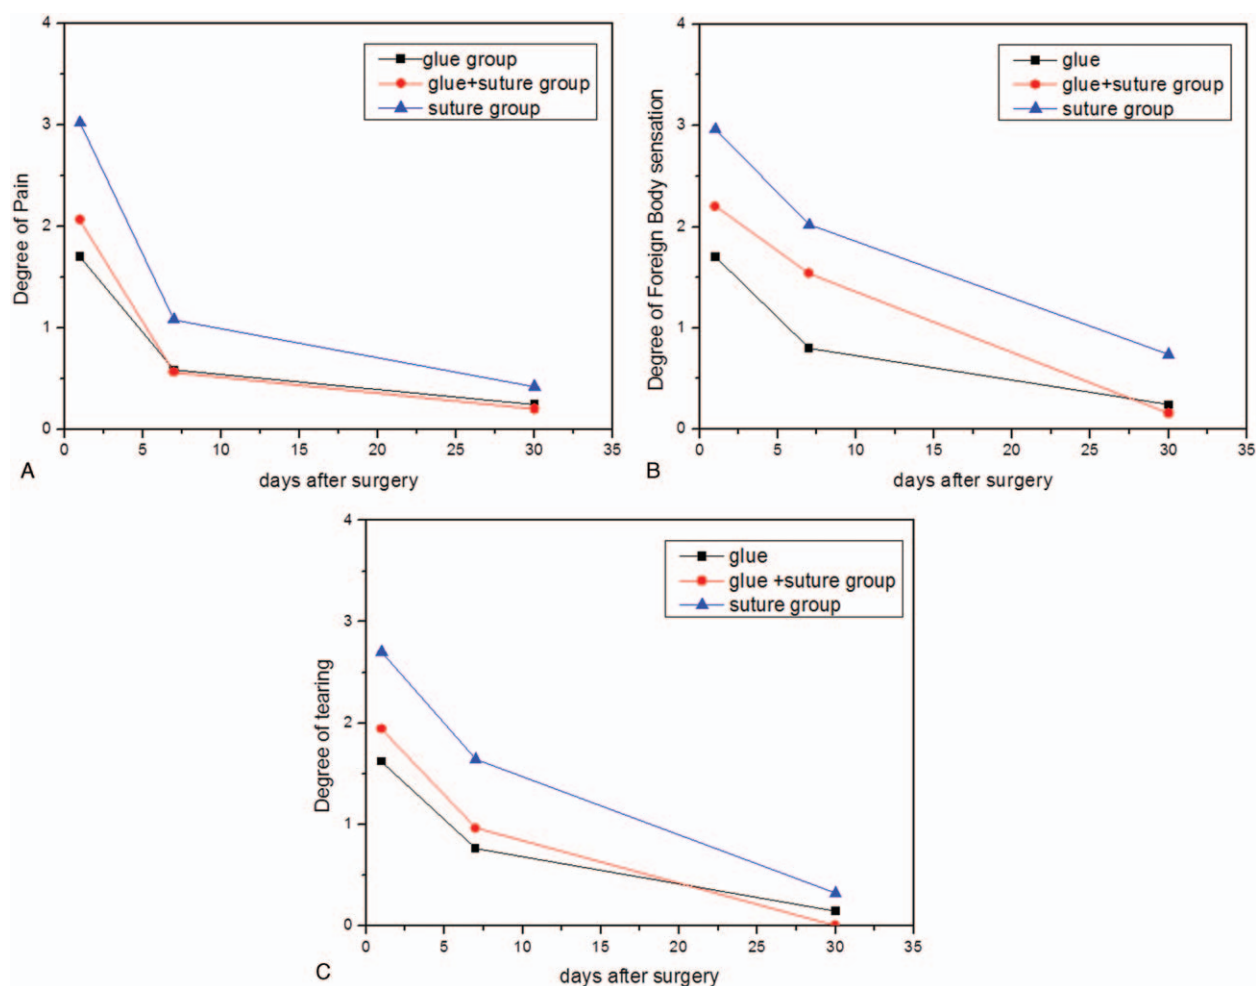 4
3
2
1
0
Degree of Pain
glue group
glue+suture group
suture group
0 5 10 15 20 25 30 35
days after surgery
A
4
3
2
1
0
Degree of Foreign Body sensation
glue
glue+suture group
suture group
0 5 10 15 20 25 30 35
days after surgery
B
4
3
2
1
0
Degree of tearing
glue
glue +suture group
suture group
0 5 10 15 20 25 30 35
days after surgery
C